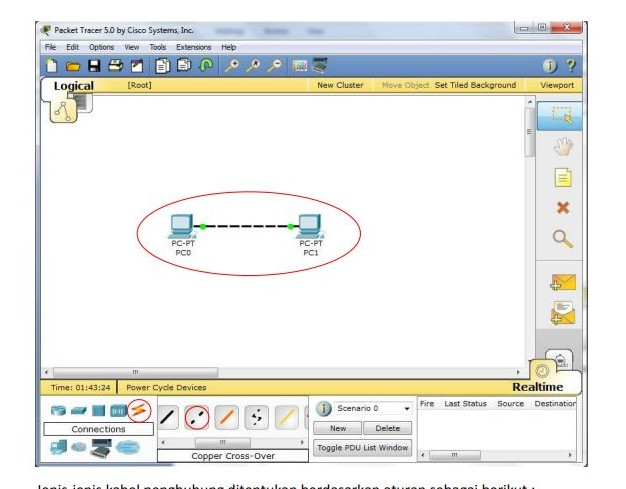 Packet Tracer 5.0 by Cisco Systems, Inc.
File Edit Options View Tools Extensions Help
Logical [Root] New Cluster Move Object Set Tiled Background Viewport
PC-PT PC-PT
PC0 PC1
Time: 01:43:24 Power Cycle Devices Realtime
Scenario 0 Fire Last Status Source Destination
Connections New Delete
Toggle PDU List Window
Copper Cross-Over
Jenis-jenis kabel penghubung ditentukan berdasarkan aturan sebagai berikut :